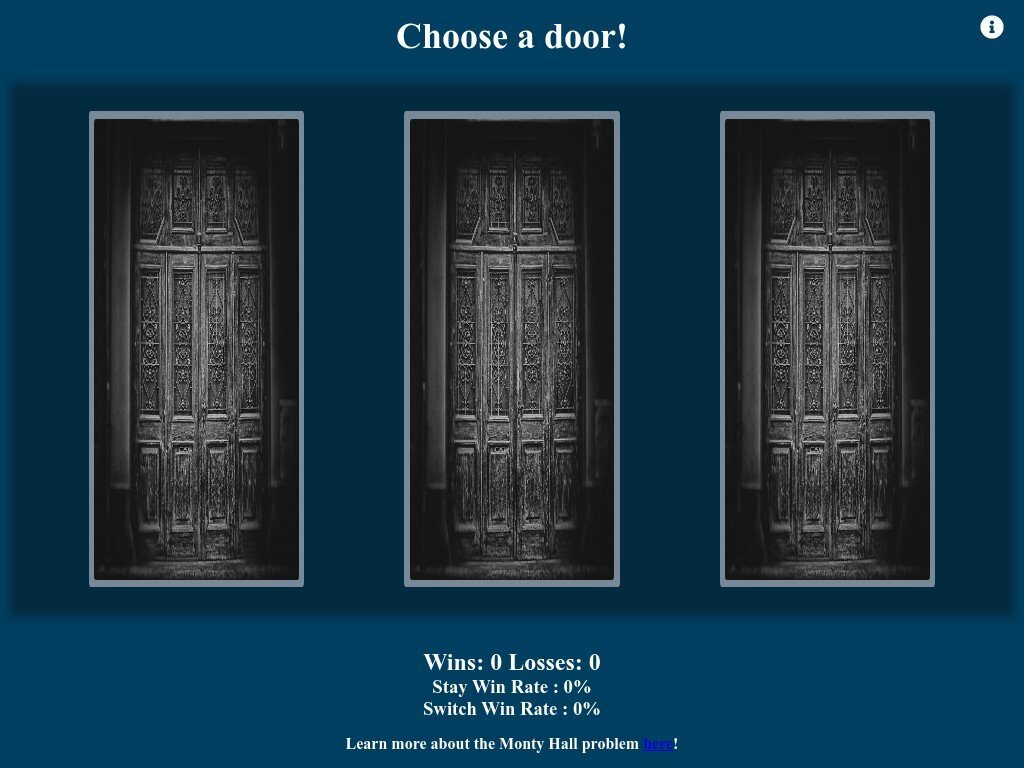 Choose a door!
Wins: 0 Losses: 0
Stay Win Rate : 0%
Switch Win Rate : 0%
Learn more about the Monty Hall problem here!